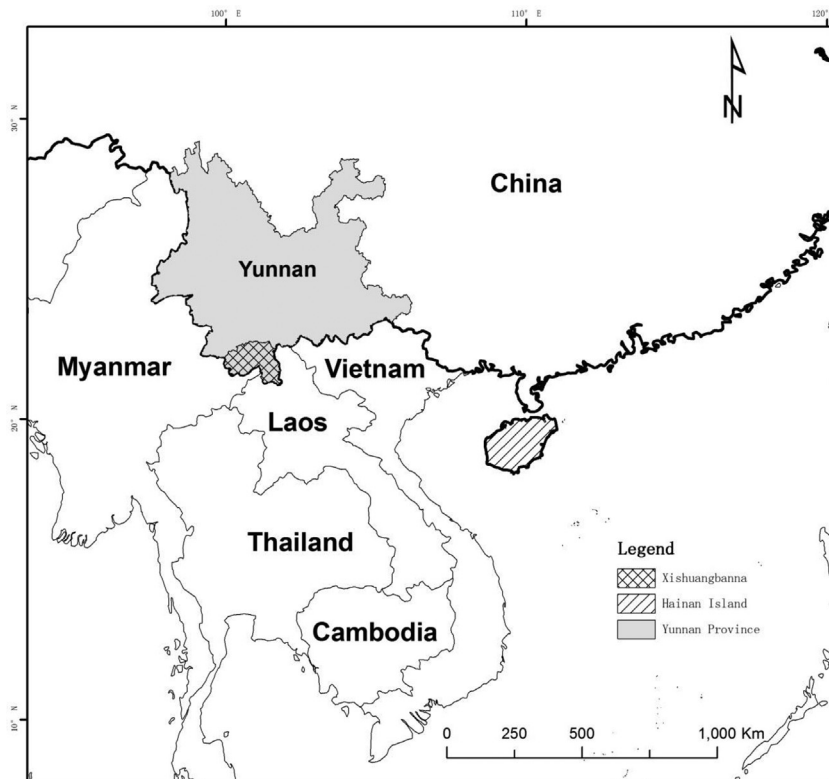 100° E
110° E
120°
30° N
N
China
Yunnan
Myanmar
Vietnam
20° N
Laos
Thailand
Legend
Xishuangbanna
Hainan Island
Cambodia
Yunnan Province
10° N
0 250 500 1,000 Km